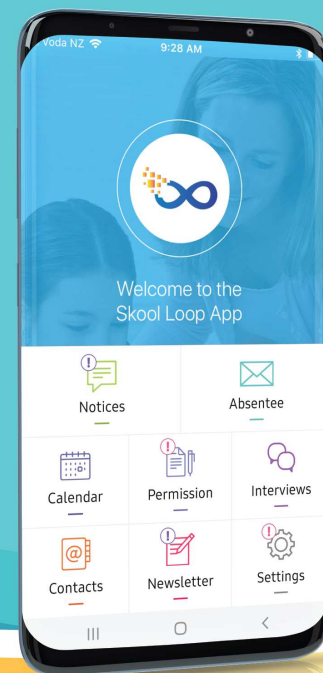 Voda NZ 9:28 AM
Welcome to the
Skool Loop App
Notices Absentee
Calendar Permission Interviews
Contacts Newsletter Settings